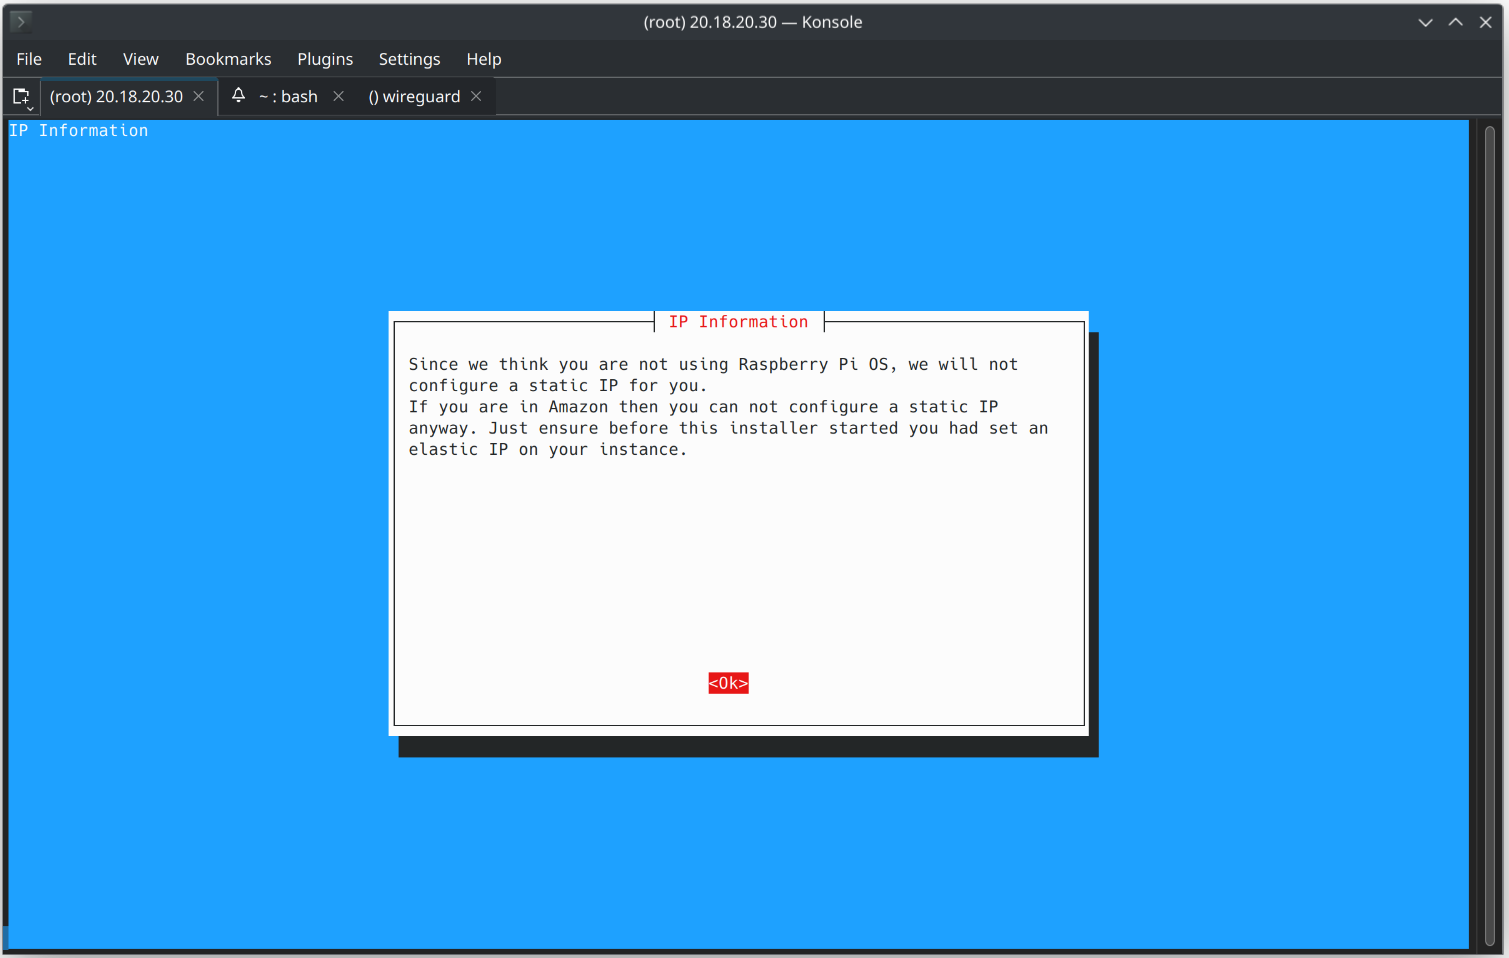 (root) 20.18.20.30 — Konsole
File Edit View Bookmarks Plugins Settings Help
(root) 20.18.20.30 ~ : bash () wireguard
IP Information
IP Information
Since we think you are not using Raspberry Pi OS, we will not
configure a static IP for you.
If you are in Amazon then you can not configure a static IP
anyway. Just ensure before this installer started you had set an
elastic IP on your instance.
<Ok>